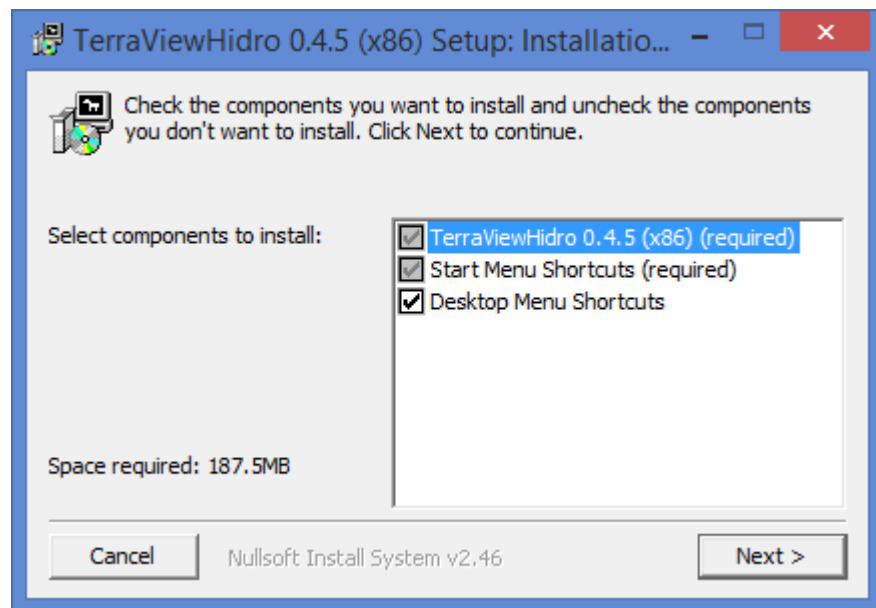 TerraViewHidro 0.4.5 (x86) Setup: Installatio...
Check the components you want to install and uncheck the components
you don't want to install. Click Next to continue.
Select components to install:
TerraViewHidro 0.4.5 (x86) (required)
Start Menu Shortcuts (required)
Desktop Menu Shortcuts
Space required: 187.5MB
Cancel
Nullsoft Install System v2.46
Next >